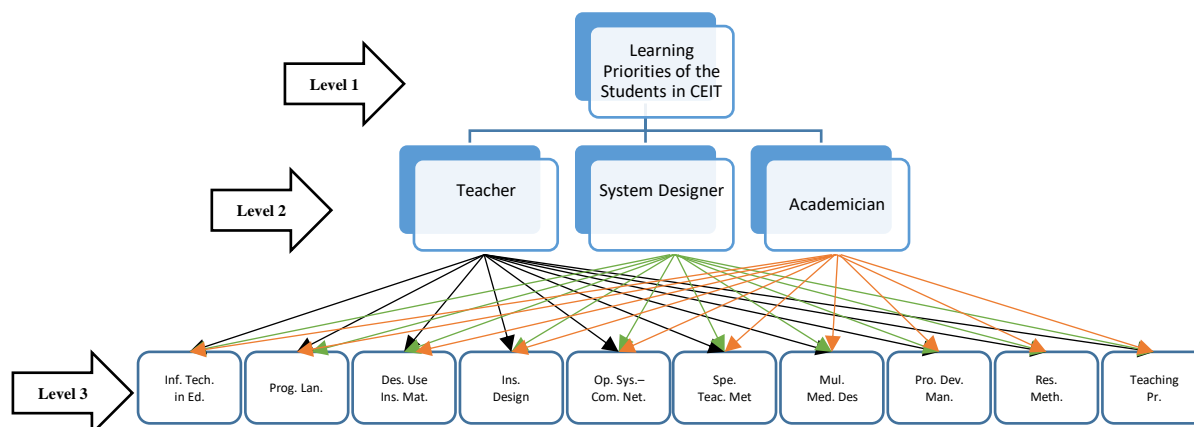 Level 1
Learning
Priorities of the
Students in CEIT
Level 2
Teacher
System Designer
Academician
Level 3
Inf. Tech.
in Ed.
Prog. Lan.
Des. Use
Ins. Mat.
Ins.
Design
Op. Sys.–
Com. Net.
Spe.
Teac. Met
Mul.
Med. Des
Pro. Dev.
Man.
Res.
Meth.
Teaching
Pr.